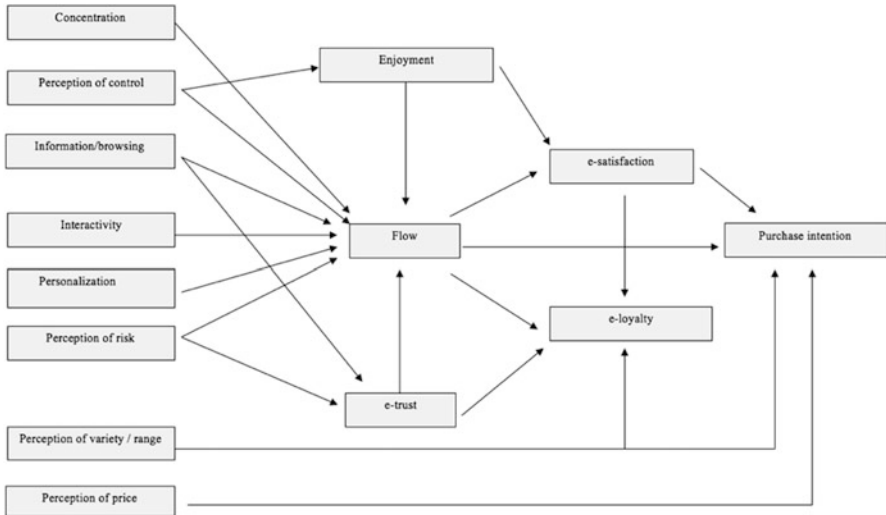 Concentration
Enjoyment
Perception of control
Information/browsing
e-satisfaction
Interactivity
Flow
Purchase intention
Personalization
e-loyalty
Perception of risk
e-trust
Perception of variety / range
Perception of price